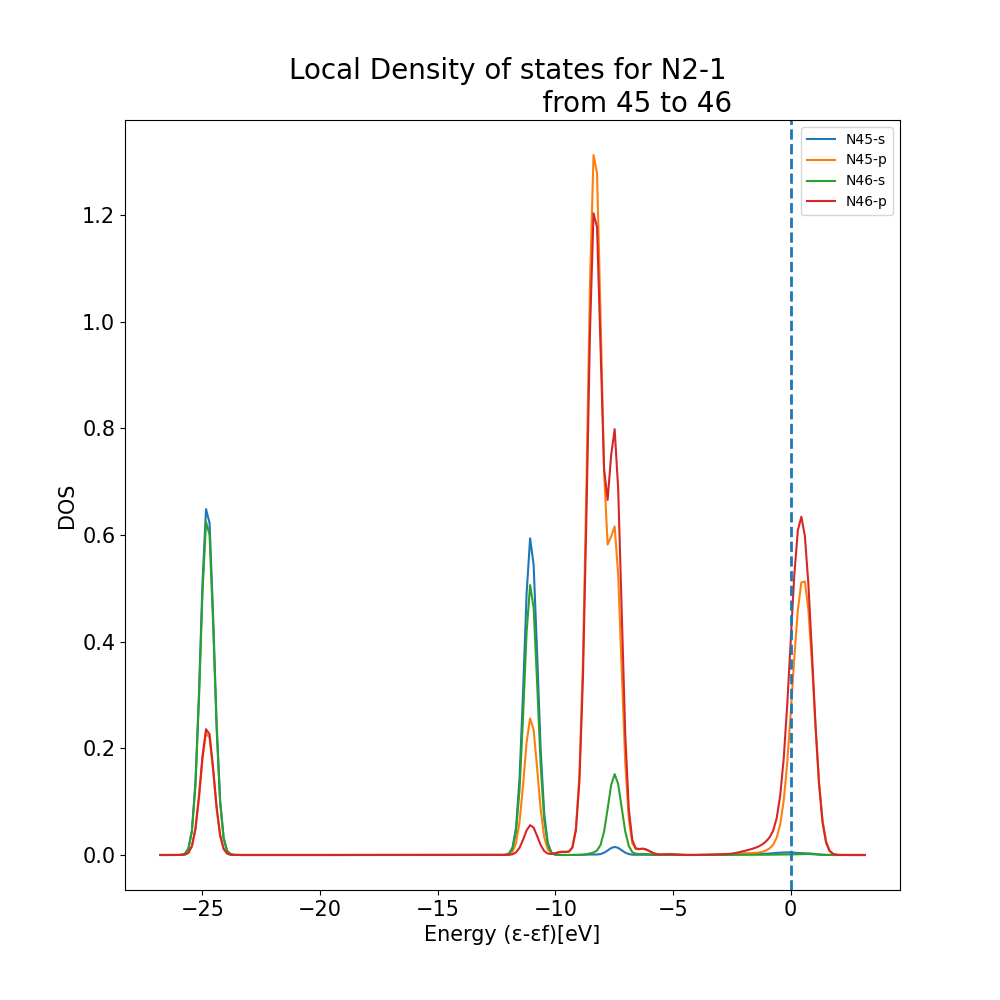 Local Density of states for N2-1
from 45 to 46
N45-s
N45-p
N46-s
N46-p
DOS
1.2
1.0
0.8
0.6
0.4
0.2
0.0
−25 −20 −15 −10 −5 0
Energy (ε-εf)[eV]